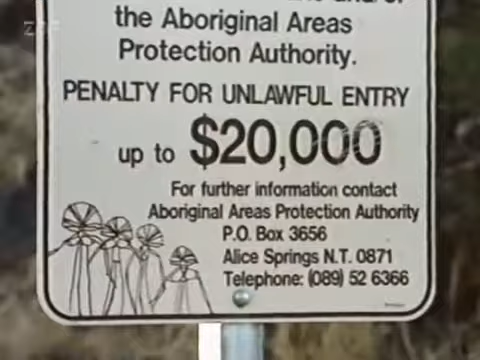 ZDF
the Aboriginal Areas
Protection Authority.
PENALTY FOR UNLAWFUL ENTRY
up to $20,000
For further information contact
Aboriginal Areas Protection Authority
P.O. Box 3656
Alice Springs N.T. 0871
Telephone: (089) 52 6366